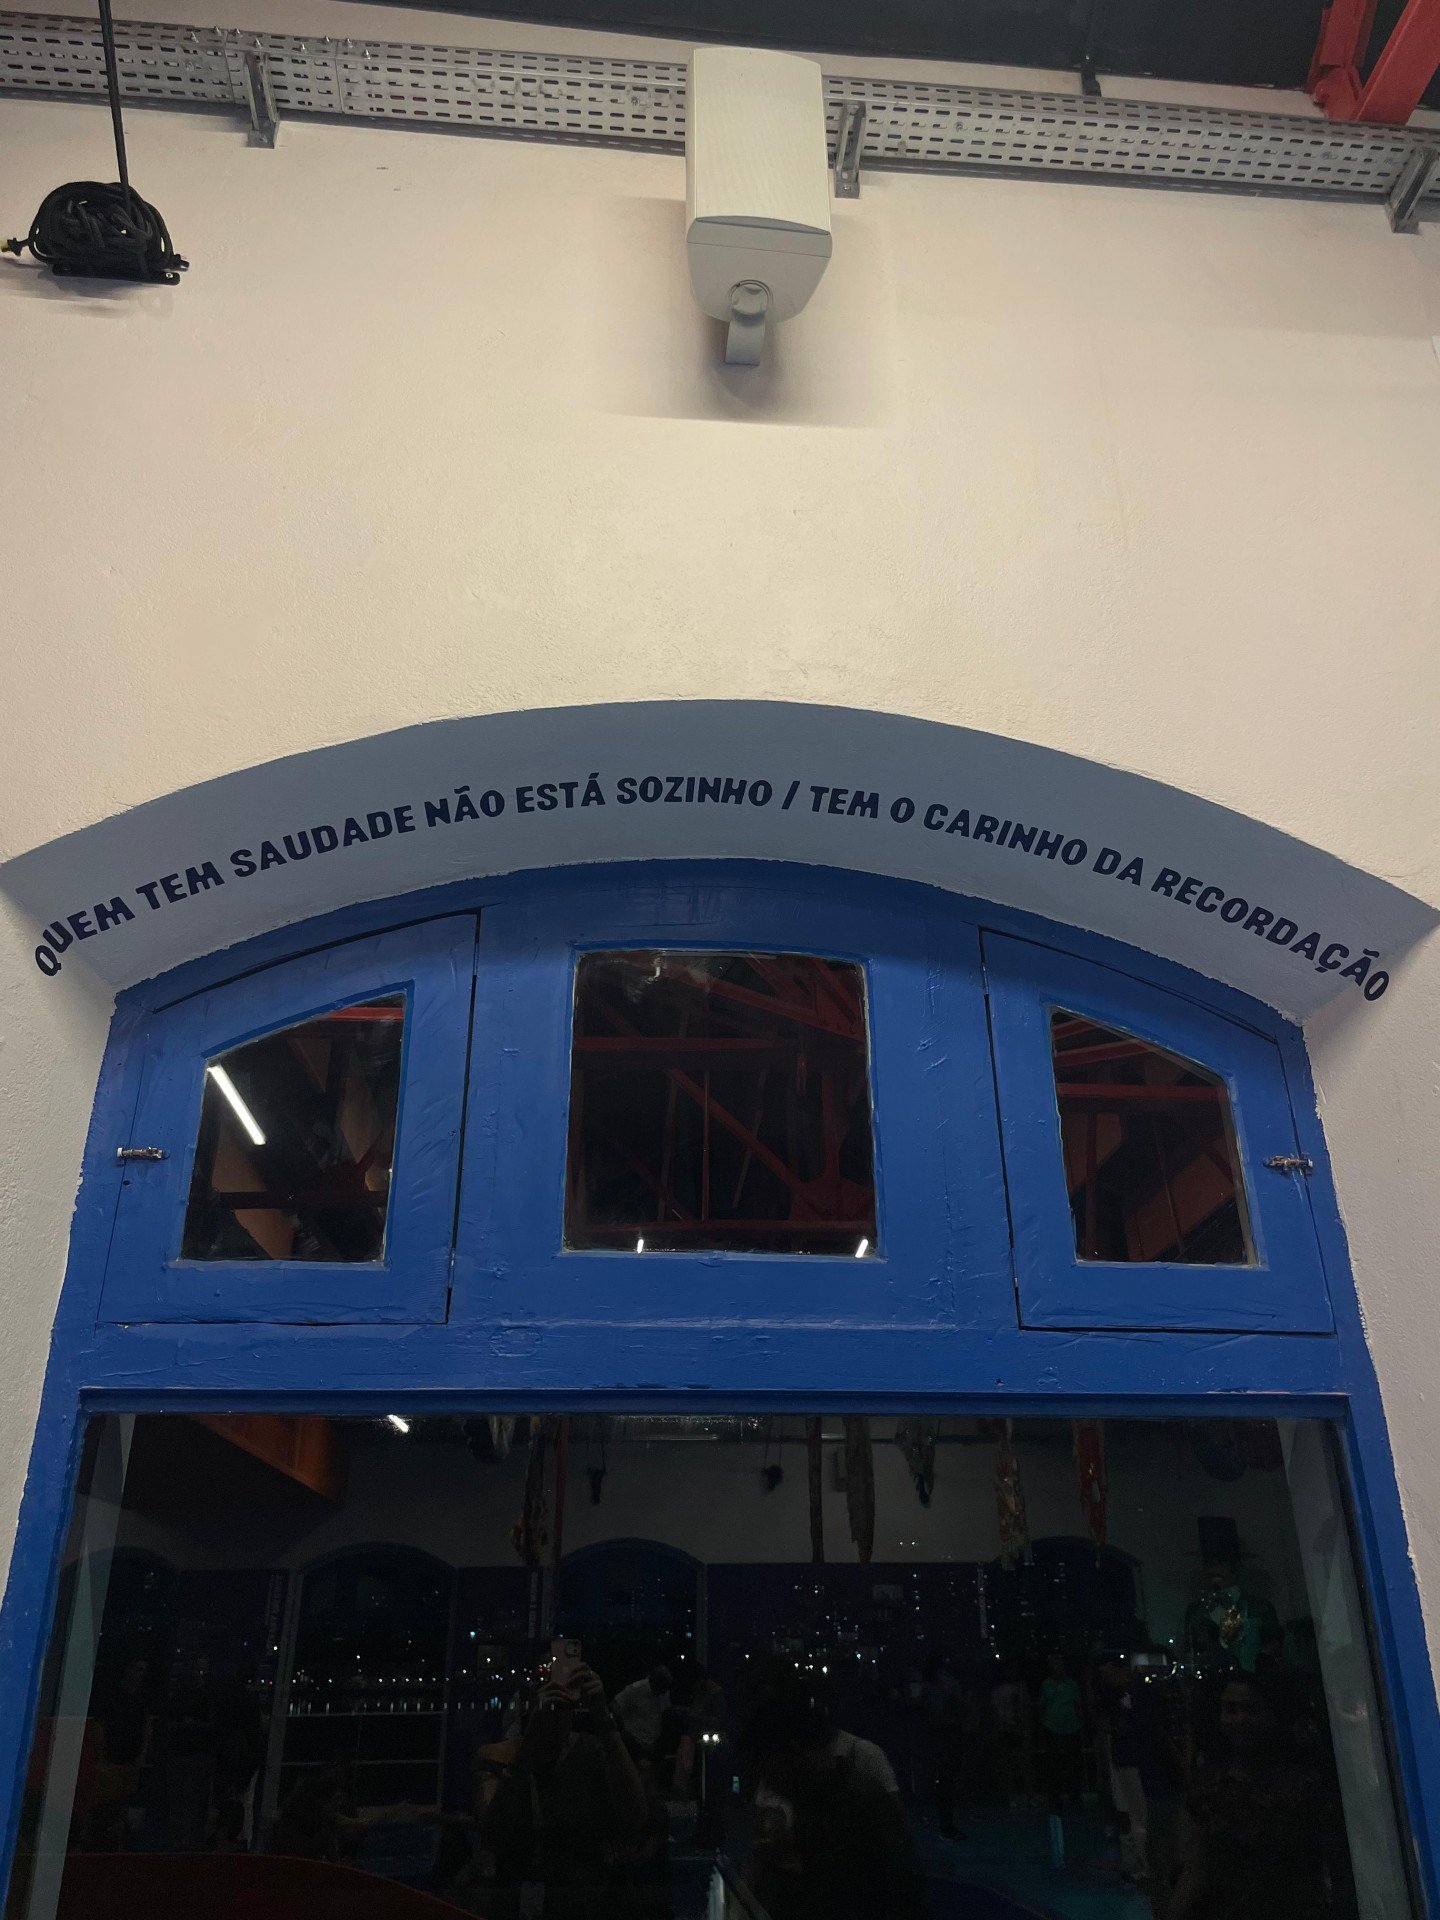 QUEM TEM SAUDADE NÃO ESTÁ SOZINHO / TEM O CARINHO DA RECORDAÇÃO